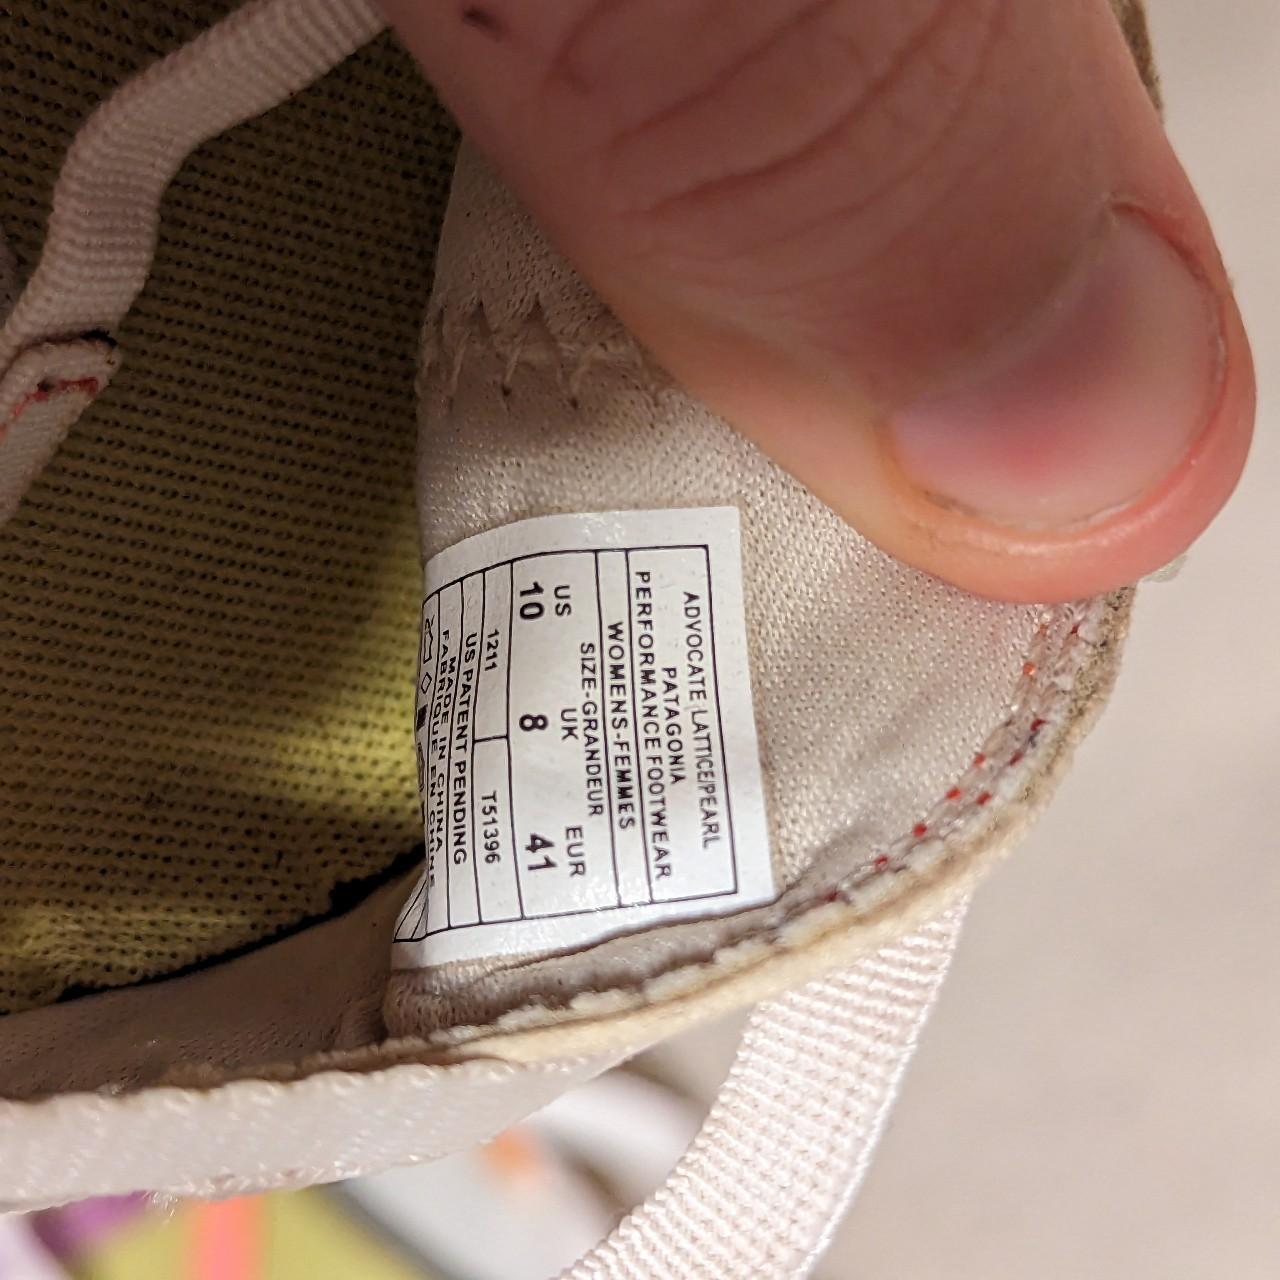 ADVOCATE LATTICE/PEARL
PATAGONIA
PERFORMANCE FOOTWEAR
WOMENS-FEMMES
SIZE-GRANDEUR
US UK EUR
10 8 41
1211 T51396
US PATENT PENDING
MADE IN CHINA
FABRIQUE EN CHINE